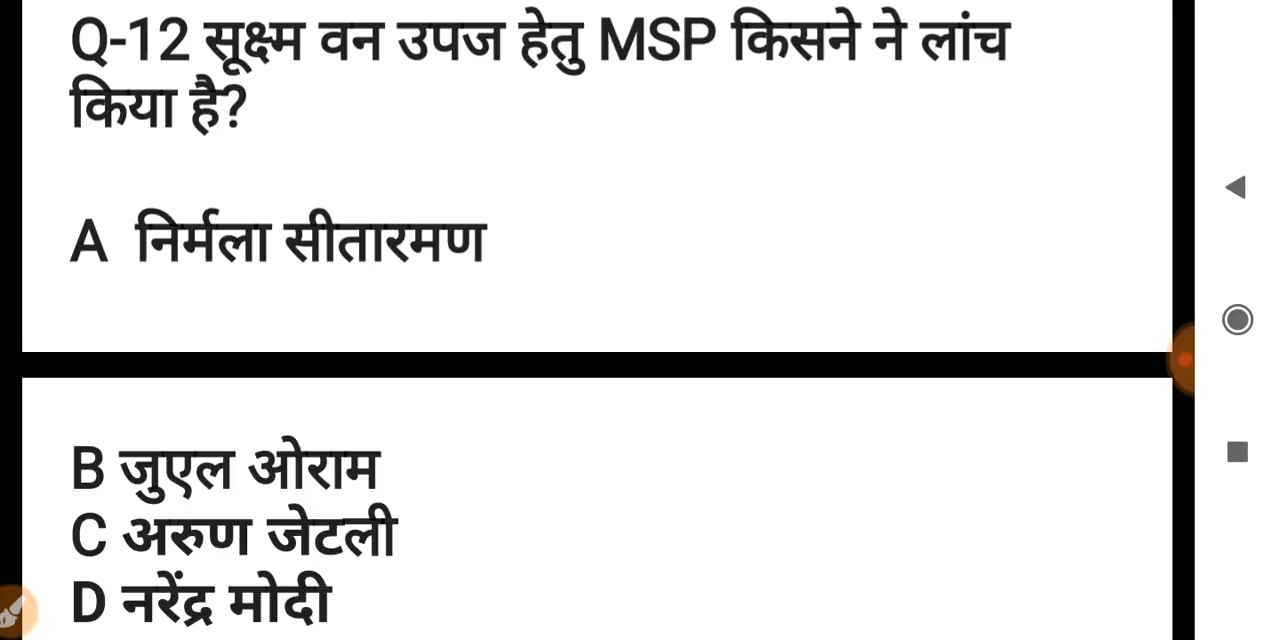 Q-12 सूक्ष्म वन उपज हेतु MSP किसने ने लांच
किया है?
A निर्मला सीतारमण
B जुएल ओराम
C अरुण जेटली
D नरेंद्र मोदी